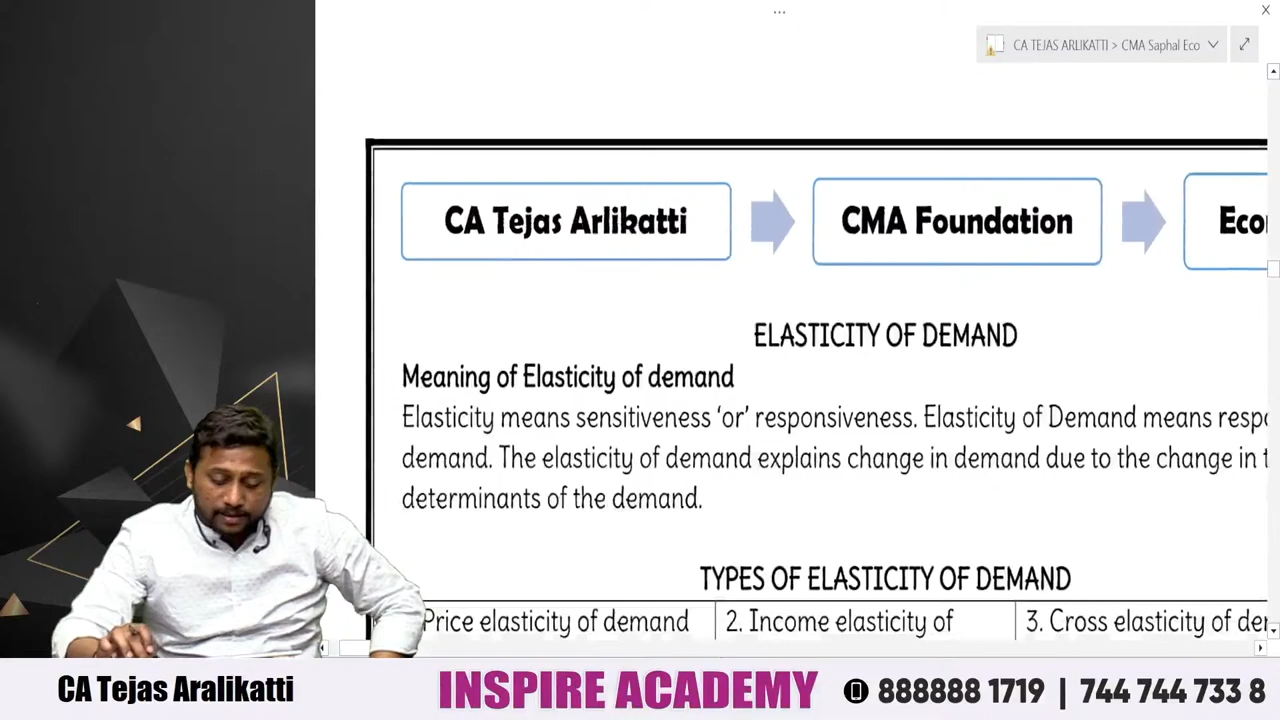 ...
X
CA TEJAS ARLIKATTI > CMA Saphal Eco
CA Tejas Arlikatti
CMA Foundation
ELASTICITY OF DEMAND
Meaning of Elasticity of demand
Elasticity means sensitiveness ‘or’ responsiveness. Elasticity of Demand means
demand. The elasticity of demand explains change in demand due to the change in
determinants of the demand.
TYPES OF ELASTICITY OF DEMAND
Price elasticity of demand
2. Income elasticity of
3. Cross elasticity of
CA Tejas Aralikatti
INSPIRE ACADEMY
888888 1719 | 744 744 733 8